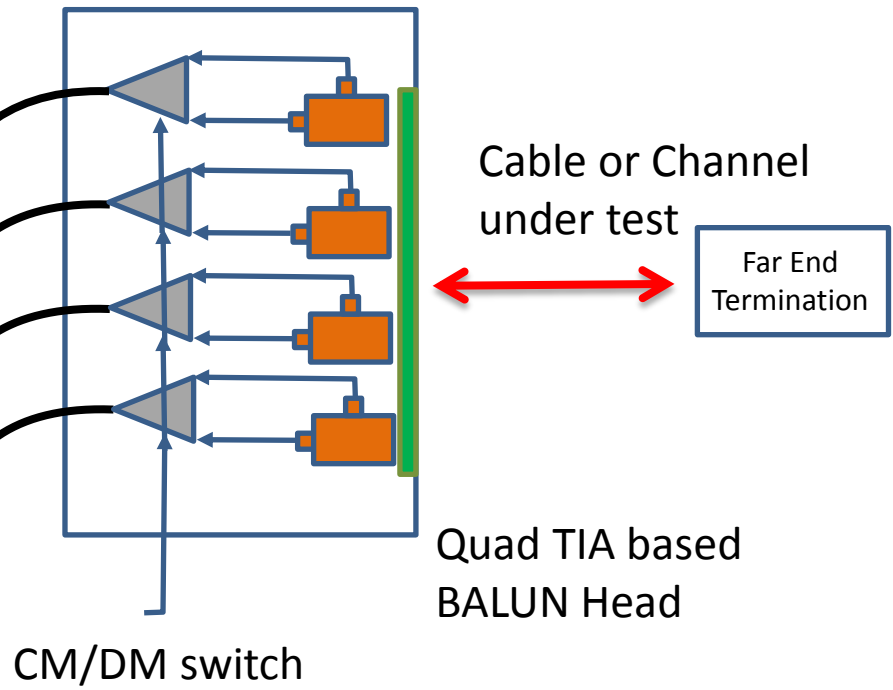 Cable or Channel
under test
Far End
Termination
Quad TIA based
BALUN Head
CM/DM switch